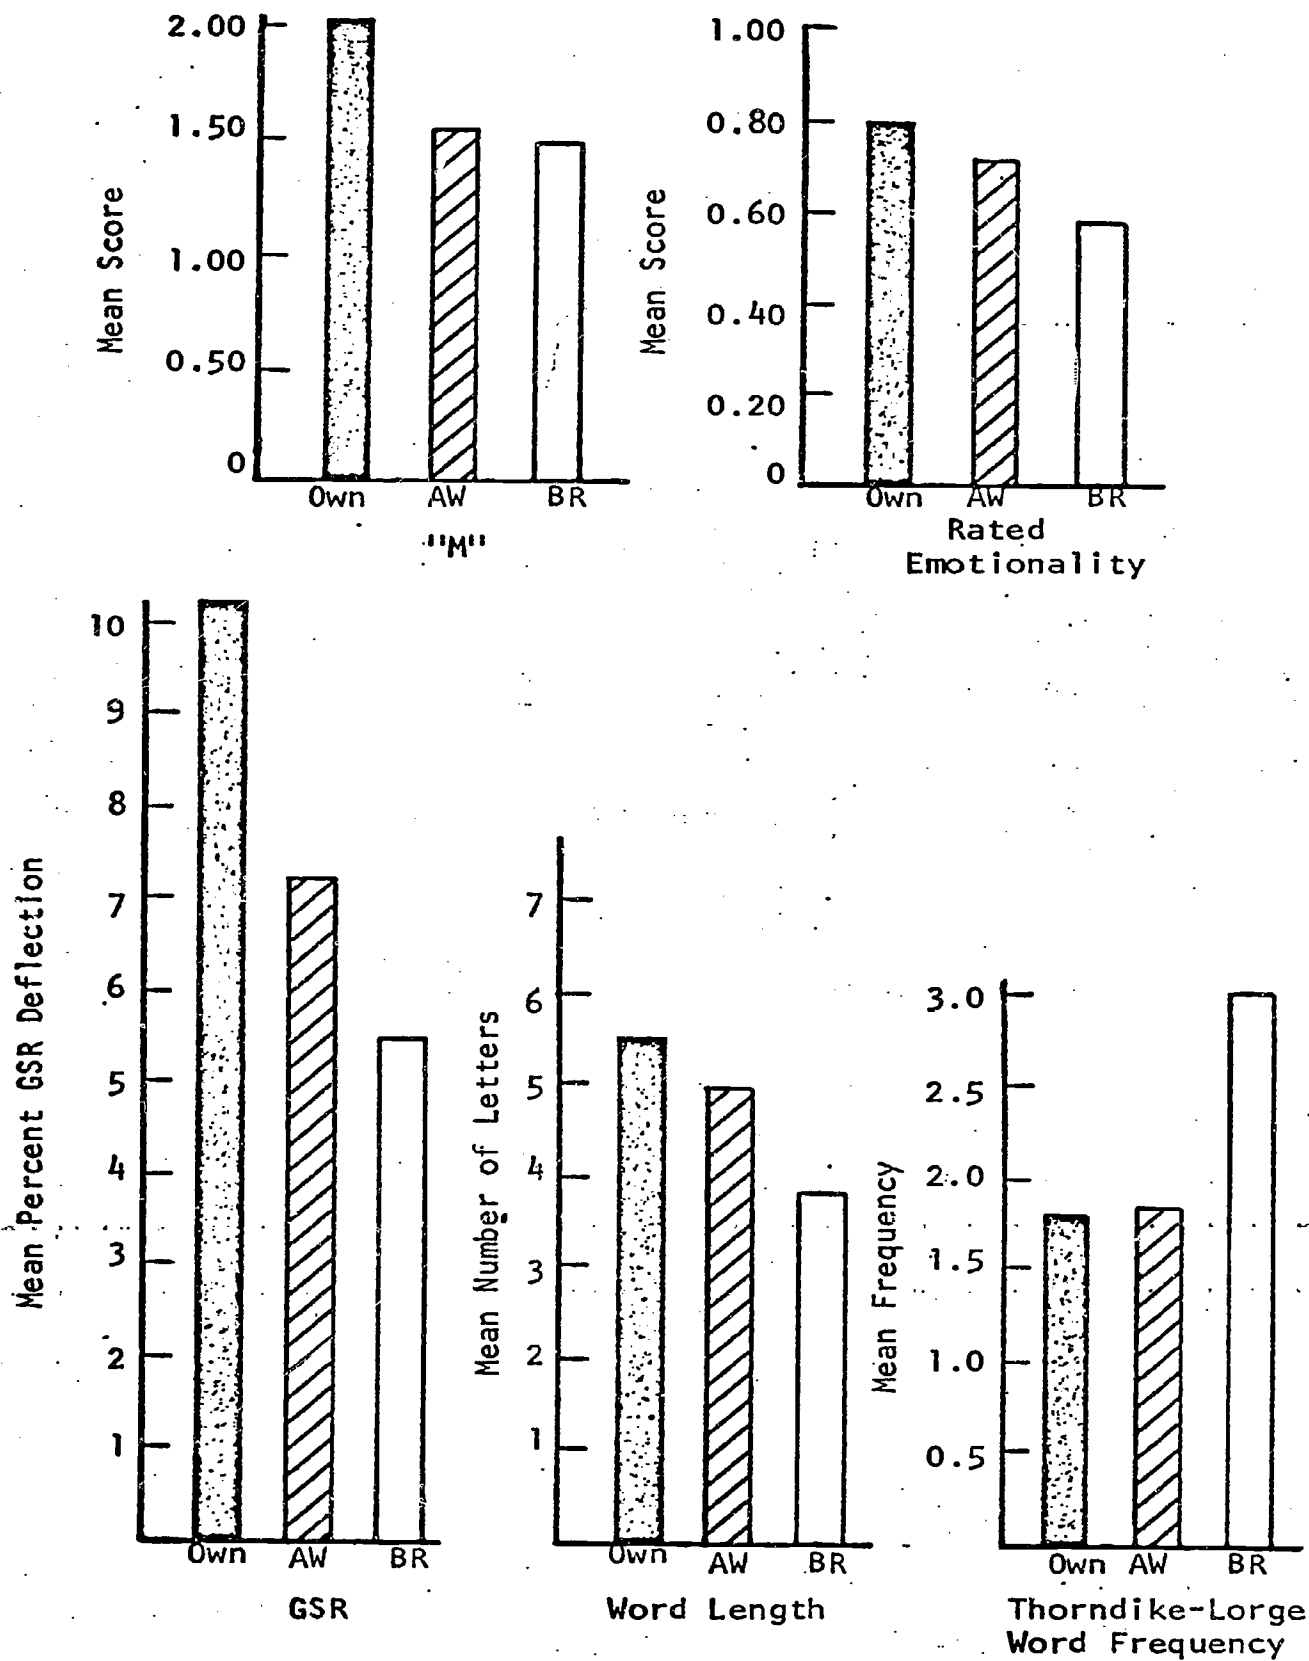 Mean Score
2.00
1.50
1.00
0.50
0
Own AW BR
"M"
Mean Score
1.00
0.80
0.60
0.40
0.20
0
Own AW BR
Rated
Emotionality
Mean Percent GSR Deflection
10
9
8
7
6
5
4
3
2
1
Own AW BR
GSR
Mean Number of Letters
7
6
5
4
3
2
1
Own AW BR
Word Length
Mean Frequency
3.0
2.5
2.0
1.5
1.0
0.5
Own AW BR
Thorndike-Lorge
Word Frequency